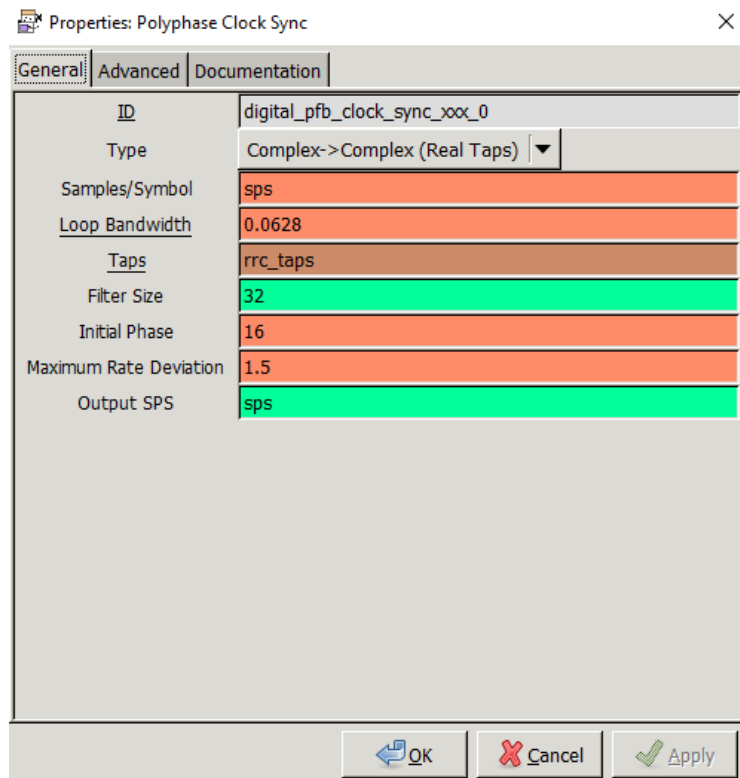 Properties: Polyphase Clock Sync
General Advanced Documentation
ID digital_pfb_clock_sync_xxx_0
Type Complex->Complex (Real Taps)
Samples/Symbol sps
Loop Bandwidth 0.0628
Taps rrc_taps
Filter Size 32
Initial Phase 16
Maximum Rate Deviation 1.5
Output SPS sps
OK Cancel Apply